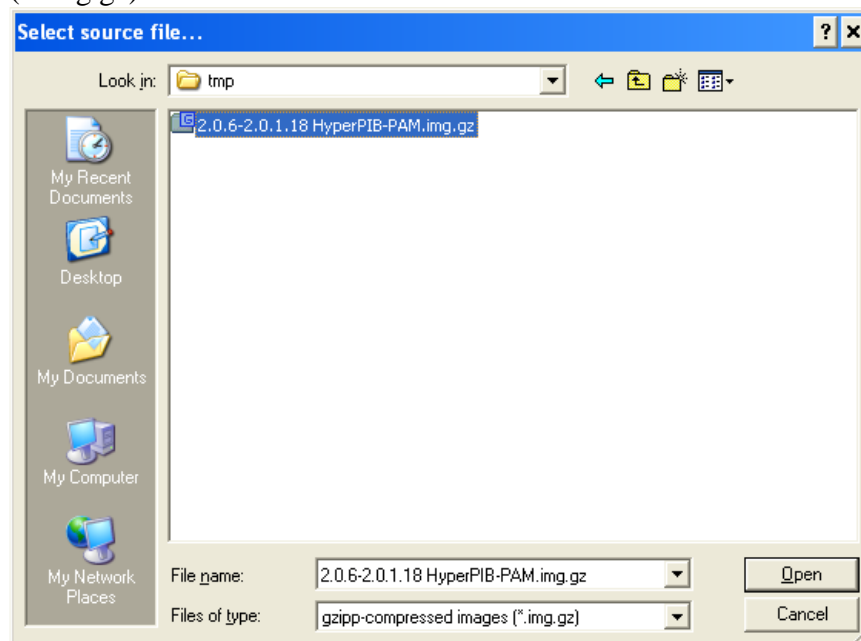 Select source file...
Look in:
tmp
2.0.6-2.0.1.18 HyperPIB-PAM.img.gz
My Recent
Documents
Desktop
My Documents
My Computer
My Network
Places
File name:
2.0.6-2.0.1.18 HyperPIB-PAM.img.gz
Open
Files of type:
gzipp-compressed images (*.img.gz)
Cancel